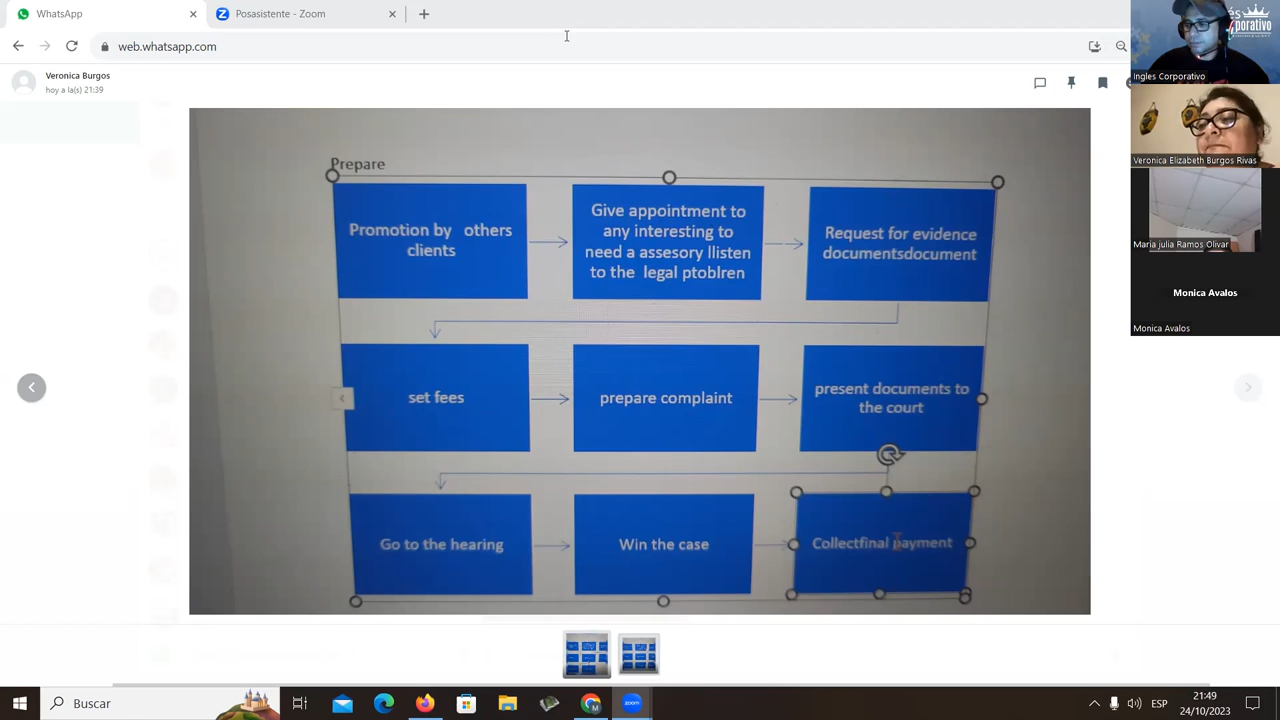 WhatsApp
Posasistente - Zoom
web.whatsapp.com
Veronica Burgos
hoy a la(s) 21:39
Ingles Corporativo
Veronica Elizabeth Burgos Rivas
Maria julia Ramos Olivar
Monica Avalos
Monica Avalos
Prepare
Promotion by others
clients
Give appointment to
any interesting to
need a assesory llisten
to the legal ptoblren
Request for evidence
documentsdocument
set fees
prepare complaint
present documents to
the court
Go to the hearing
Win the case
Collectfinal payment
Buscar
zoom
ESP
21:49
24/10/2023